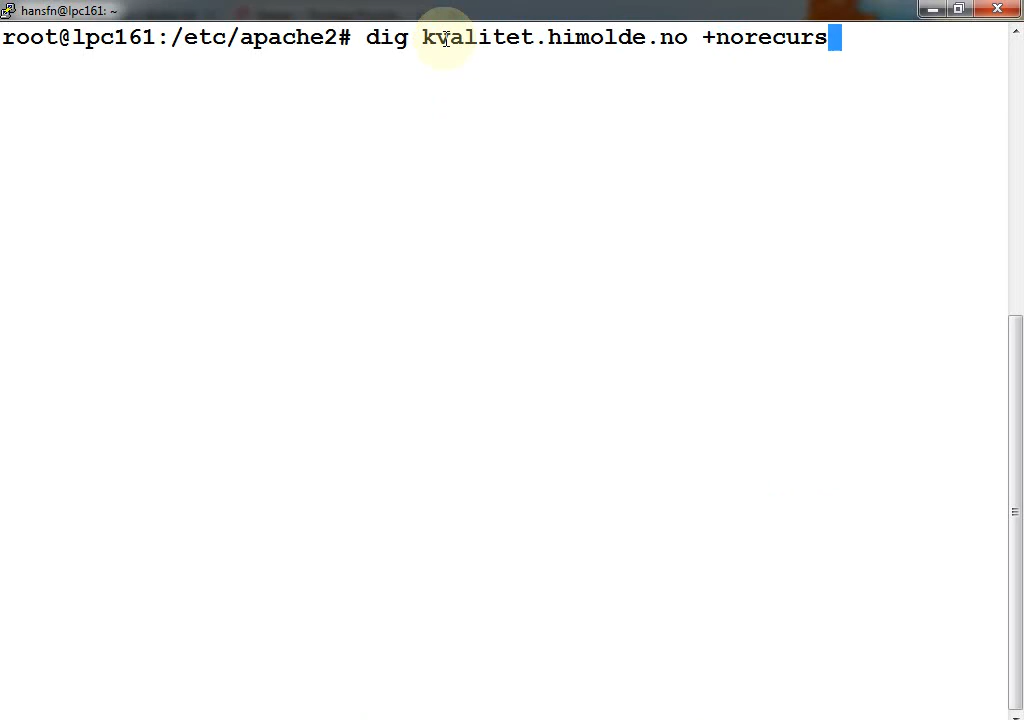 hansfn@lpc161: ~
root@lpc161:/etc/apache2# dig kvalitet.himolde.no +norecurs